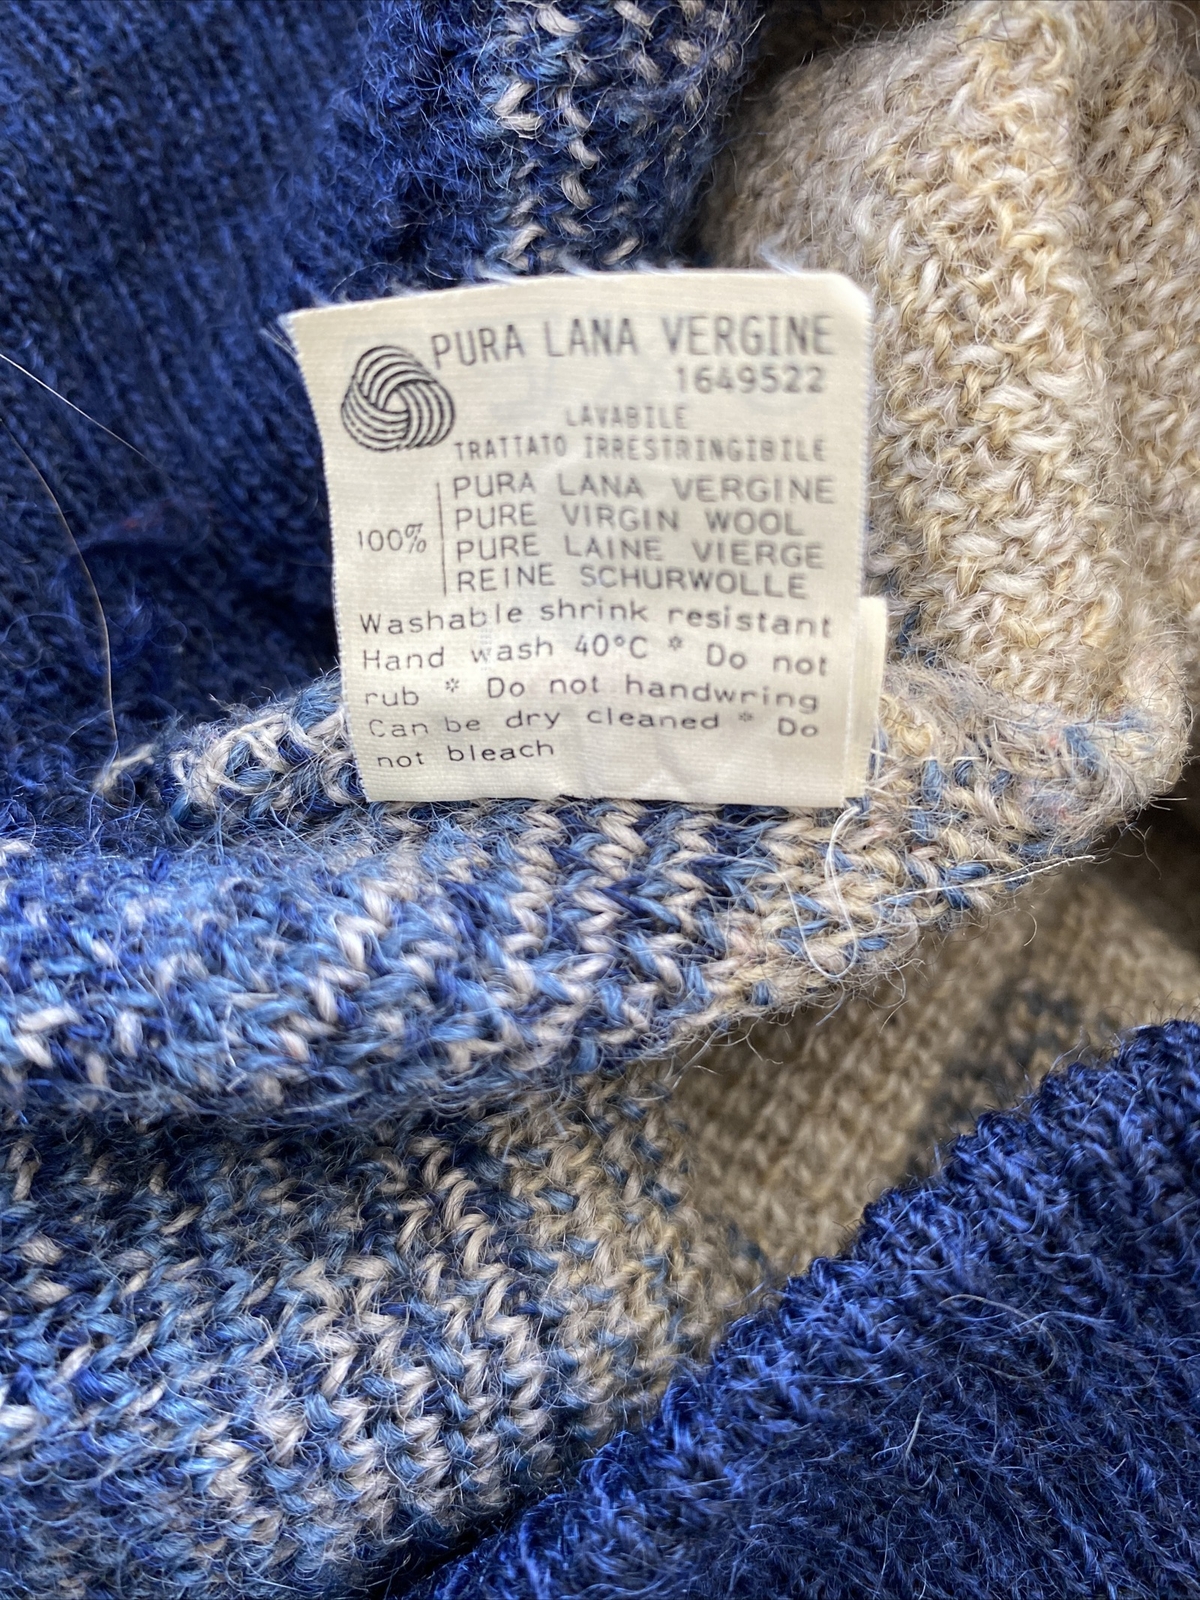 PURA LANA VERGINE
1649522
LAVABILE
TRATTATO IRRESTRINGIBILE
100%
PURA LANA VERGINE
PURE VIRGIN WOOL
PURE LAINE VIERGE
REINE SCHURWOLLE
Washable shrink resistant
Hand wash 40°C * Do not
rub * Do not handwring
Can be dry cleaned * Do
not bleach